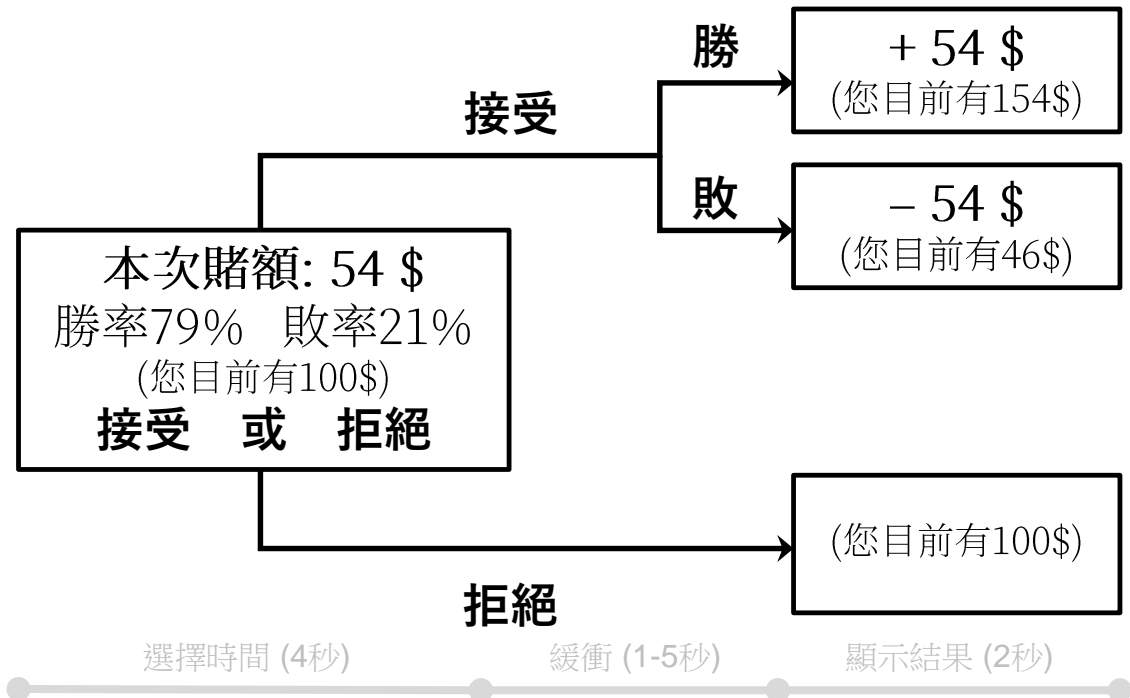 勝
+ 54 $
(您目前有154$)
接受
敗
– 54 $
(您目前有46$)
本次賭額: 54 $
勝率79% 敗率21%
(您目前有100$)
接受 或 拒絕
(您目前有100$)
拒絕
選擇時間 (4秒)
緩衝 (1-5秒)
顯示結果 (2秒)